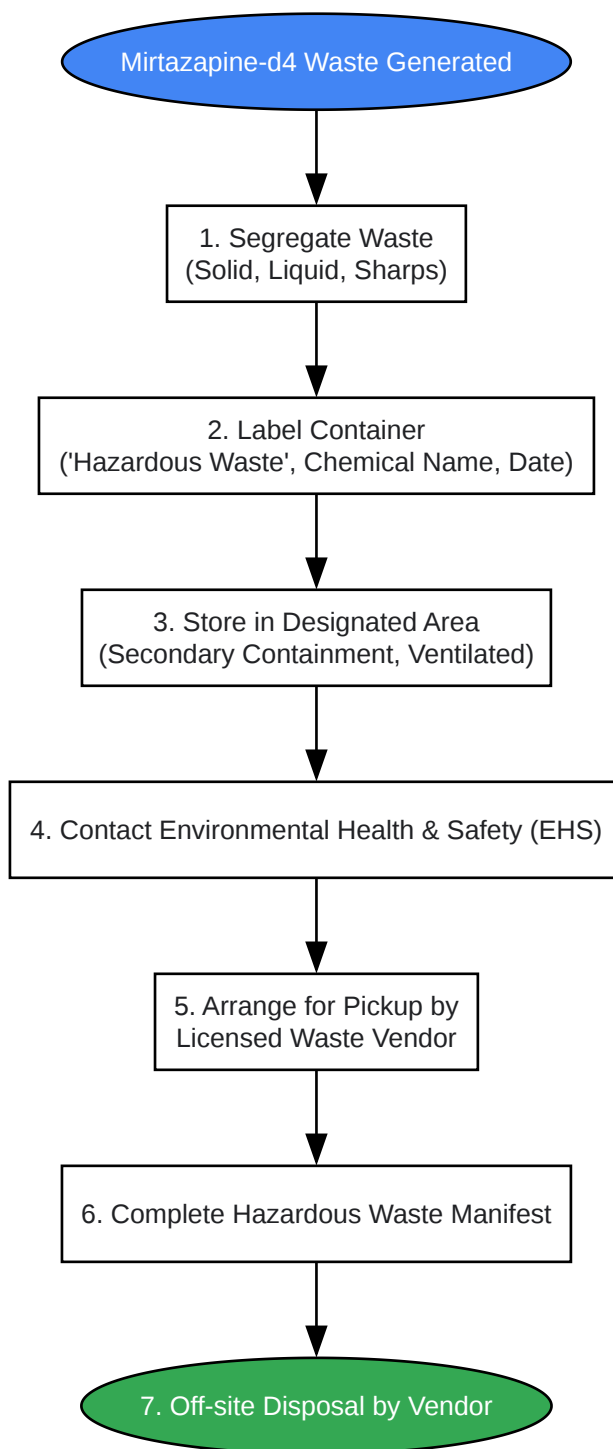 Mirtazapine-d4 Waste Generated
1. Segregate Waste
(Solid, Liquid, Sharps)
2. Label Container
('Hazardous Waste', Chemical Name, Date)
3. Store in Designated Area
(Secondary Containment, Ventilated)
4. Contact Environmental Health & Safety (EHS)
5. Arrange for Pickup by
Licensed Waste Vendor
6. Complete Hazardous Waste Manifest
7. Off-site Disposal by Vendor